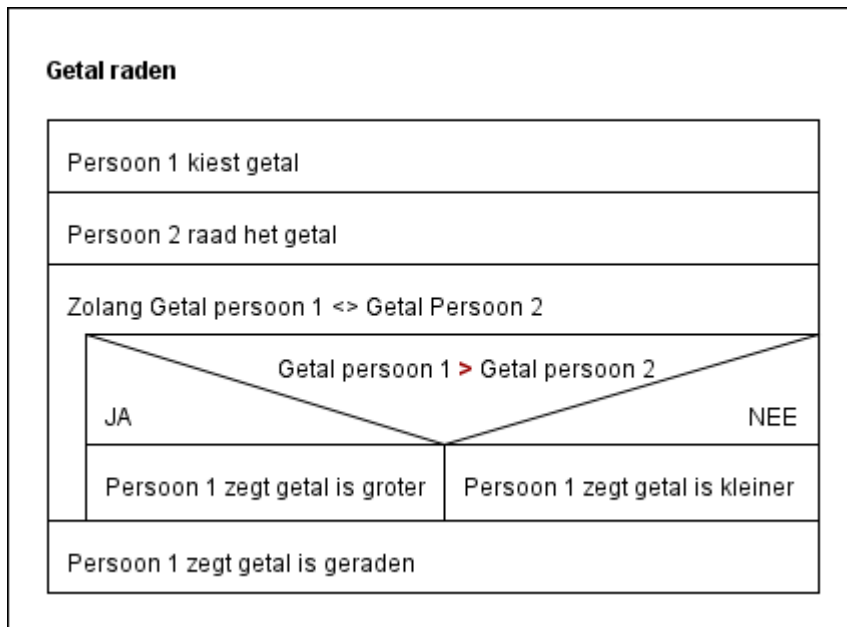 Getal raden
Persoon 1 kiest getal
Persoon 2 raad het getal
Zolang Getal persoon 1 <> Getal Persoon 2
Getal persoon 1 > Getal persoon 2
JA
NEE
Persoon 1 zegt getal is groter
Persoon 1 zegt getal is kleiner
Persoon 1 zegt getal is geraden